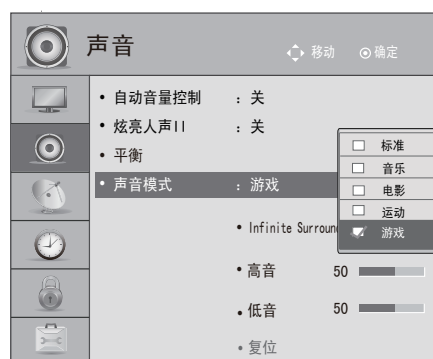 声音
移动 ◎确定
• 自动音量控制 : 关
• 炫亮人声II : 关
• 平衡
• 声音模式 : 游戏
标准
音乐
电影
运动
游戏
• Infinite Surroun
• 高音 50
• 低音 50
• 复位